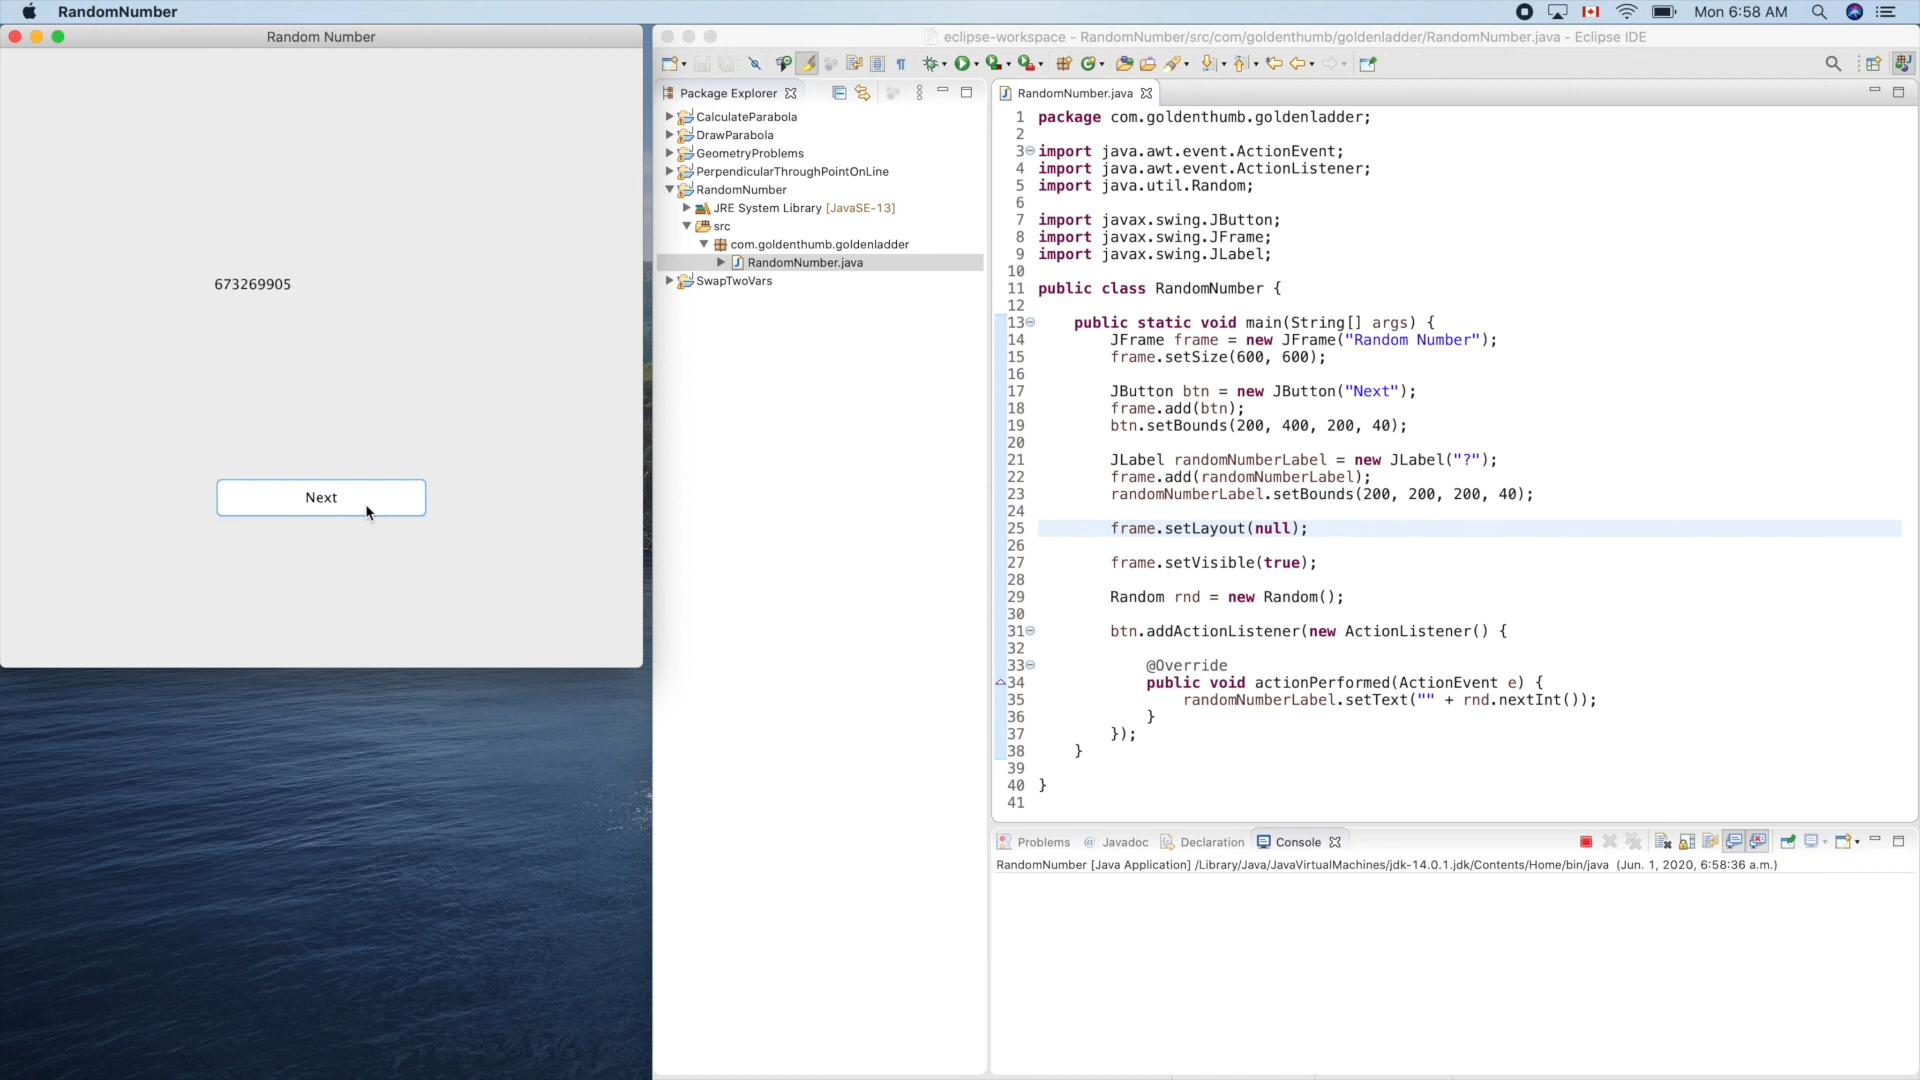 RandomNumber
Mon 6:58 AM
Random Number
673269905
Next
eclipse-workspace - RandomNumber/src/com/goldenthumb/goldenladder/RandomNumber.java - Eclipse IDE
Package Explorer
CalculateParabola
DrawParabola
GeometryProblems
PerpendicularThroughPointOnLine
RandomNumber
JRE System Library [JavaSE-13]
src
com.goldenthumb.goldenladder
RandomNumber.java
SwapTwoVars
RandomNumber.java
1 package com.goldenthumb.goldenladder;
2
3 import java.awt.event.ActionEvent;
4 import java.awt.event.ActionListener;
5 import java.util.Random;
6
7 import javax.swing.JButton;
8 import javax.swing.JFrame;
9 import javax.swing.JLabel;
10
11 public class RandomNumber {
12
13 public static void main(String[] args) {
14 JFrame frame = new JFrame("Random Number");
15 frame.setSize(600, 600);
16
17 JButton btn = new JButton("Next");
18 frame.add(btn);
19 btn.setBounds(200, 400, 200, 40);
20
21 JLabel randomNumberLabel = new JLabel("?");
22 frame.add(randomNumberLabel);
23 randomNumberLabel.setBounds(200, 200, 200, 40);
24
25 frame.setLayout(null);
26
27 frame.setVisible(true);
28
29 Random rnd = new Random();
30
31 btn.addActionListener(new ActionListener() {
32
33 @Override
34 public void actionPerformed(ActionEvent e) {
35 randomNumberLabel.setText("" + rnd.nextInt());
36 }
37 });
38 }
39
40 }
41
Problems @ Javadoc Declaration Console
RandomNumber [Java Application] /Library/Java/JavaVirtualMachines/jdk-14.0.1.jdk/Contents/Home/bin/java (Jun. 1, 2020, 6:58:36 a.m.)